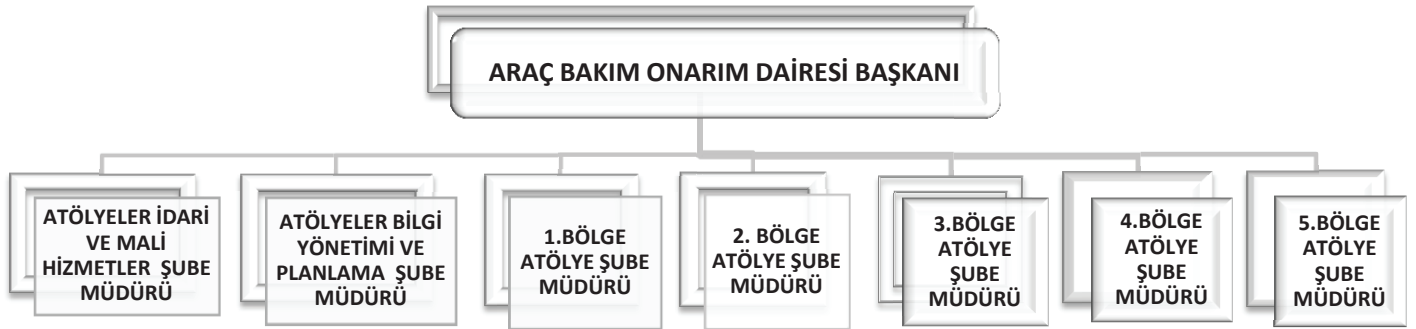 ARAÇ BAKIM ONARIM DAİRESİ BAŞKANI
ATÖLYELER İDARİ
VE MALİ
HİZMETLER ŞUBE
MÜDÜRÜ
ATÖLYELER BİLGİ
YÖNETİMİ VE
PLANLAMA ŞUBE
MÜDÜRÜ
1.BÖLGE
ATÖLYE ŞUBE
MÜDÜRÜ
2. BÖLGE
ATÖLYE ŞUBE
MÜDÜRÜ
3.BÖLGE
ATÖLYE
ŞUBE
MÜDÜRÜ
4.BÖLGE
ATÖLYE
ŞUBE
MÜDÜRÜ
5.BÖLGE
ATÖLYE
ŞUBE
MÜDÜRÜ